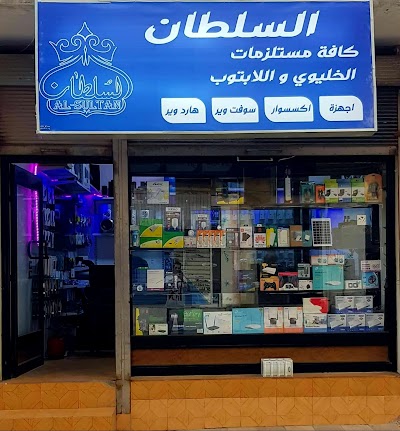 السلطان
كافة مستلزمات
الخليوي و اللابتوب
اجهزة
اكسسوار
سوفت وير
هارد وير
السلطان
AL-SULTAN